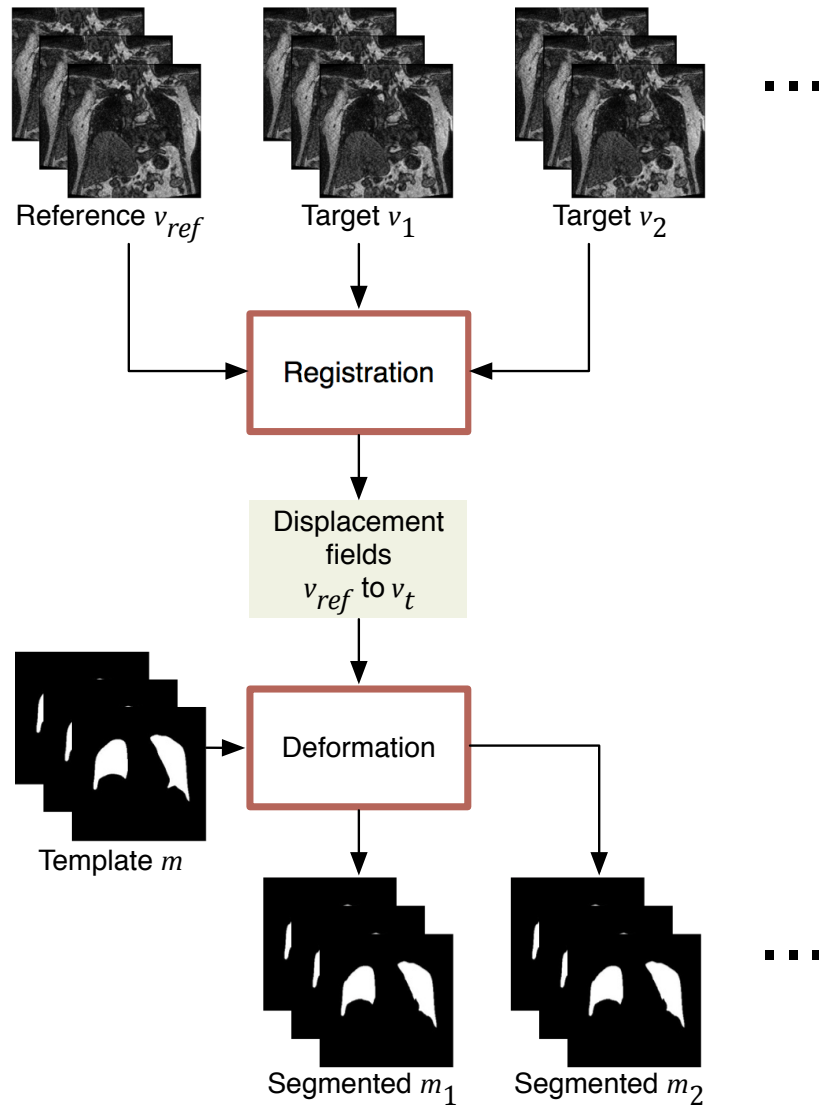 Reference v_ref
Target v_1
Target v_2
Registration
Displacement
fields
v_ref to v_t
Deformation
Template m
Segmented m_1
Segmented m_2